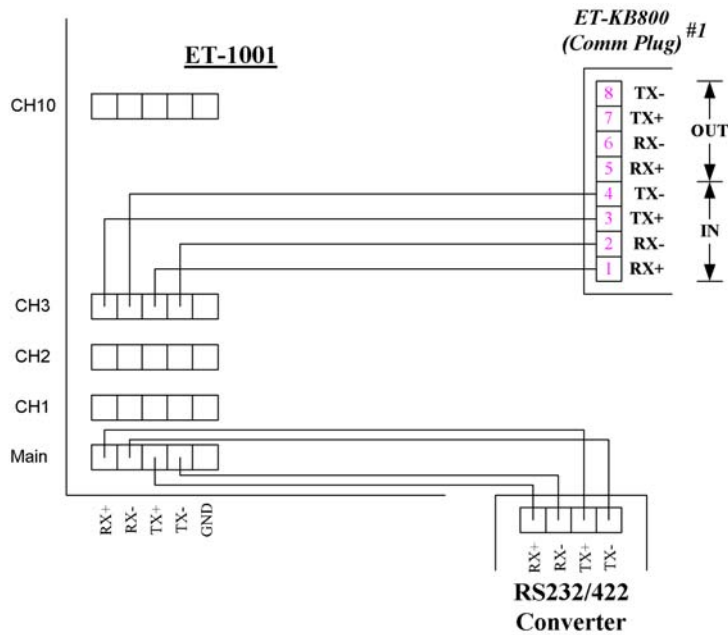 ET-KB800
(Comm Plug) #1
ET-1001
CH10
8 TX-
7 TX+
6 RX-
5 RX+
OUT
4 TX-
3 TX+
2 RX-
1 RX+
IN
CH3
CH2
CH1
Main
RX+ RX- TX+ TX- GND
RX+ RX- TX+ TX-
RS232/422
Converter